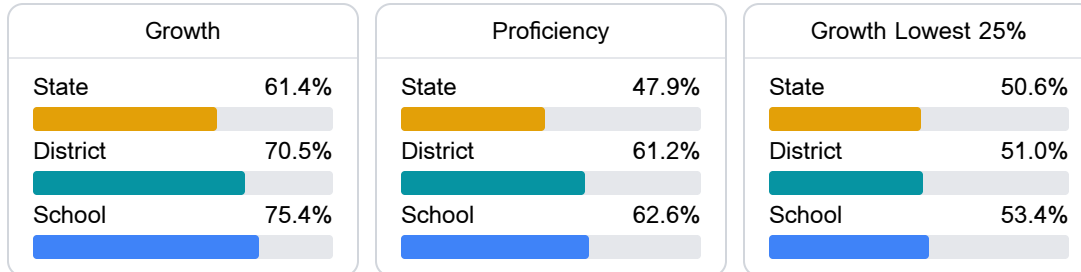 Growth
State 61.4%
District 70.5%
School 75.4%
Proficiency
State 47.9%
District 61.2%
School 62.6%
Growth Lowest 25%
State 50.6%
District 51.0%
School 53.4%